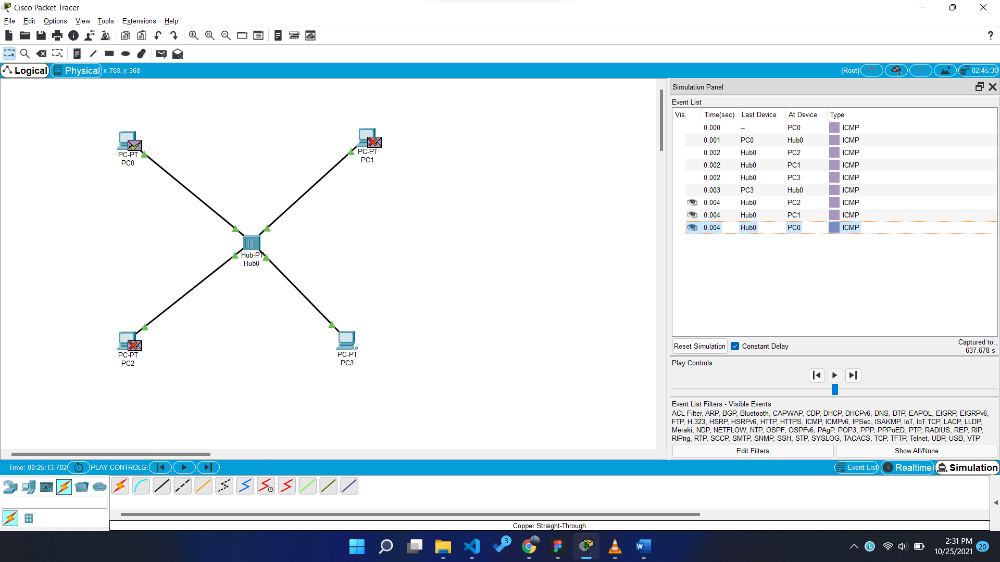 Cisco Packet Tracer
File Edit Options View Tools Extensions Help
?
Logical Physical x: 768, y: 368 [Root] 02:45:30
Simulation Panel
Event List
Vis. Time(sec) Last Device At Device Type
0.000 -- PC0 ICMP
0.001 PC0 Hub0 ICMP
0.002 Hub0 PC2 ICMP
0.002 Hub0 PC1 ICMP
0.002 Hub0 PC3 ICMP
0.003 PC3 Hub0 ICMP
0.004 Hub0 PC2 ICMP
0.004 Hub0 PC1 ICMP
0.004 Hub0 PC0 ICMP
PC-PT
PC0
PC-PT
PC1
Hub-PT
Hub0
PC-PT
PC2
PC-PT
PC3
Reset Simulation Constant Delay Captured to:
637.678 s
Play Controls
Event List Filters - Visible Events
ACL Filter, ARP, BGP, Bluetooth, CAPWAP, CDP, DHCP, DHCPv6, DNS, DTP, EAPOL, EIGRP, EIGRPv6,
FTP, H.323, HSRP, HSRPv6, HTTP, HTTPS, ICMP, ICMPv6, IPSec, ISAKMP, IoT, IoT TCP, LACP, LLDP,
Meraki, NDP, NETFLOW, NTP, OSPF, OSPFv6, PAgP, POP3, PPP, PPPoED, PTP, RADIUS, REP, RIP,
RIPng, RTP, SCCP, SMTP, SNMP, SSH, STP, SYSLOG, TACACS, TCP, TFTP, Telnet, UDP, USB, VTP
Edit Filters Show All/None
Time: 00:25:13.702 PLAY CONTROLS: Event List Realtime Simulation
Copper Straight-Through
3
L
2:31 PM
10/25/2021
20